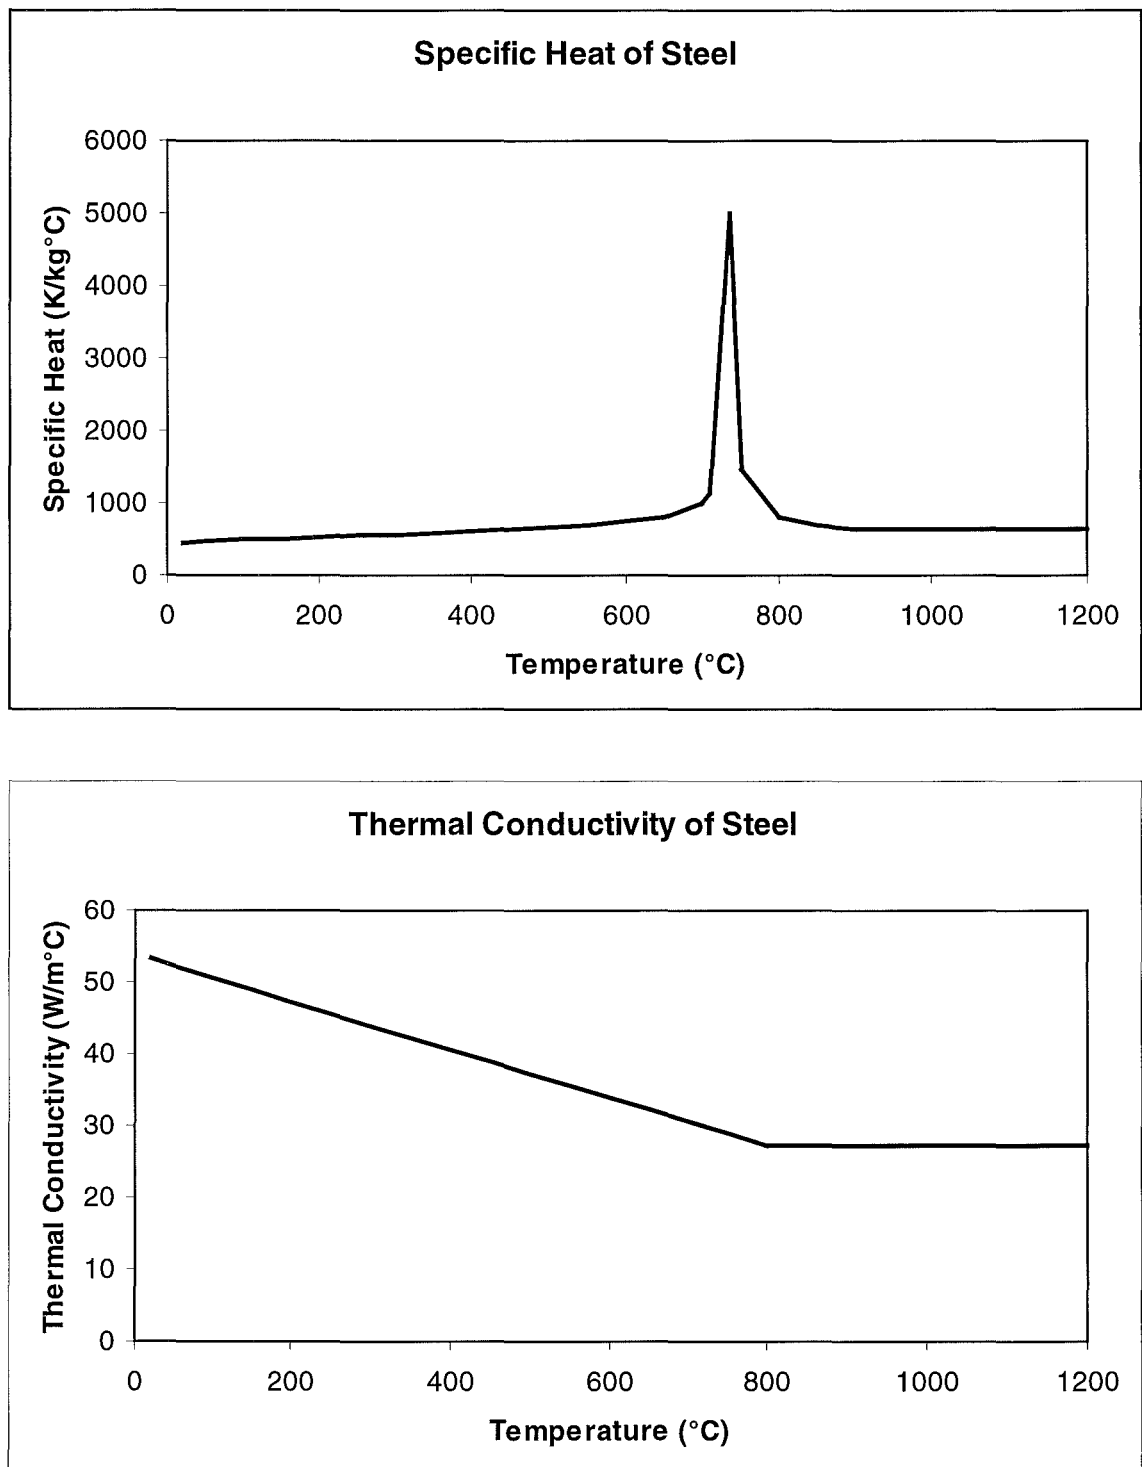 Specific Heat of Steel
6000
5000
4000
3000
2000
1000
0
Specific Heat (K/kg°C)
0 200 400 600 800 1000 1200
Temperature (°C)
Thermal Conductivity of Steel
60
50
40
30
20
10
0
Thermal Conductivity (W/m°C)
0 200 400 600 800 1000 1200
Temperature (°C)